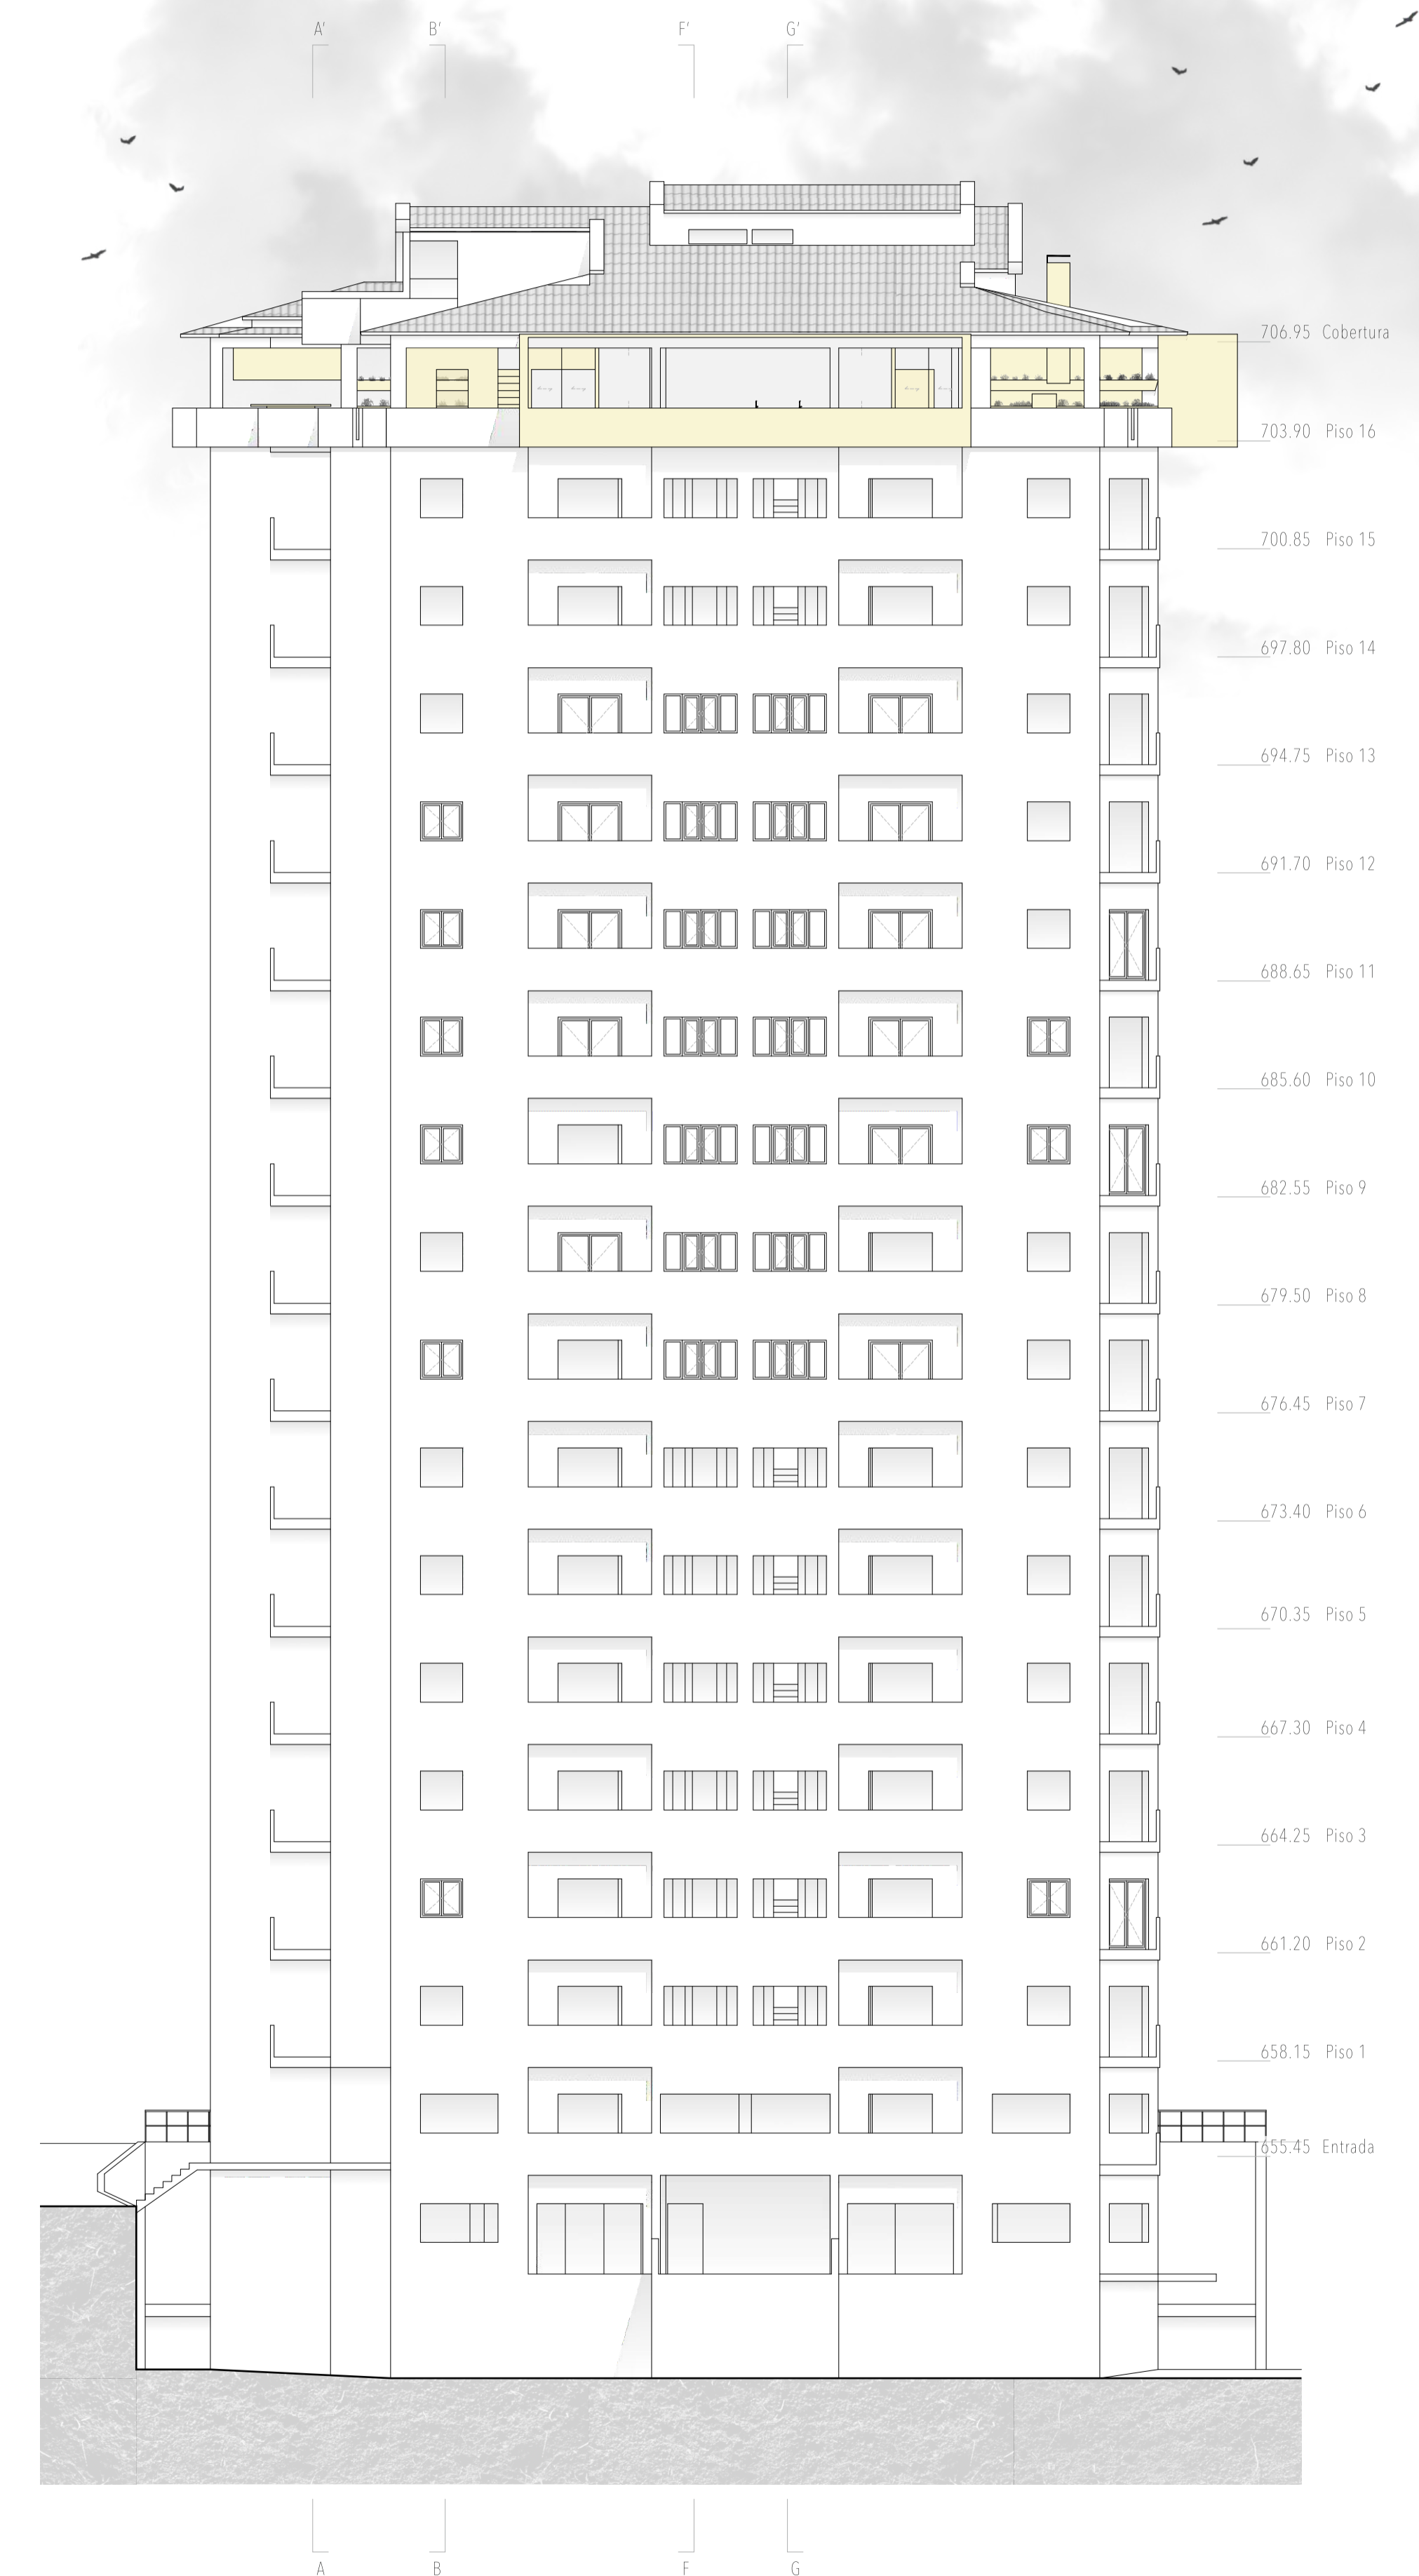 A' B' F' G'
706.95 Cobertura
703.90 Piso 16
700.85 Piso 15
697.80 Piso 14
694.75 Piso 13
691.70 Piso 12
688.65 Piso 11
685.60 Piso 10
682.55 Piso 9
679.50 Piso 8
676.45 Piso 7
673.40 Piso 6
670.35 Piso 5
667.30 Piso 4
664.25 Piso 3
661.20 Piso 2
658.15 Piso 1
655.45 Entrada
A B F G